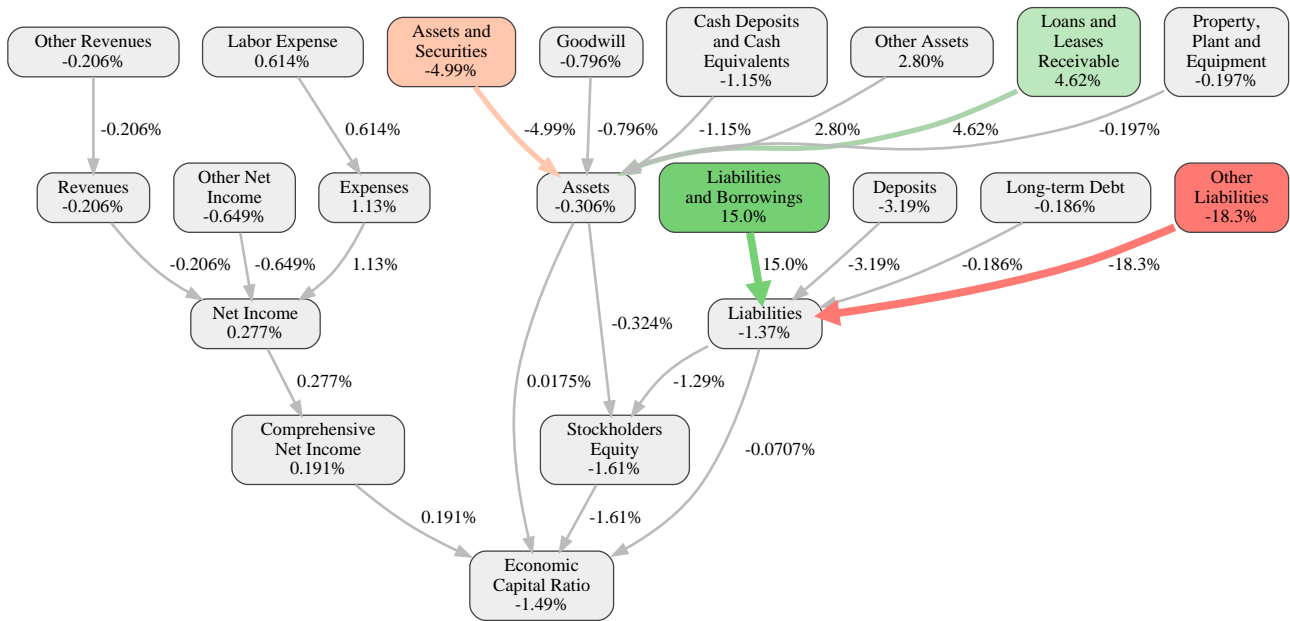 Other Revenues
-0.206%
Labor Expense
0.614%
Assets and
Securities
-4.99%
Goodwill
-0.796%
Cash Deposits
and Cash
Equivalents
-1.15%
Other Assets
2.80%
Loans and
Leases
Receivable
4.62%
Property,
Plant and
Equipment
-0.197%
-0.206%
0.614%
-4.99%
-0.796%
-1.15%
2.80%
4.62%
-0.197%
Revenues
-0.206%
Other Net
Income
-0.649%
Expenses
1.13%
Assets
-0.306%
Liabilities
and Borrowings
15.0%
Deposits
-3.19%
Long-term Debt
-0.186%
Other
Liabilities
-18.3%
-0.206%
-0.649%
1.13%
15.0%
-3.19%
-0.186%
-18.3%
Net Income
0.277%
-0.324%
Liabilities
-1.37%
0.277%
0.0175%
-1.29%
Comprehensive
Net Income
0.191%
Stockholders
Equity
-1.61%
-0.0707%
0.191%
-1.61%
Economic
Capital Ratio
-1.49%